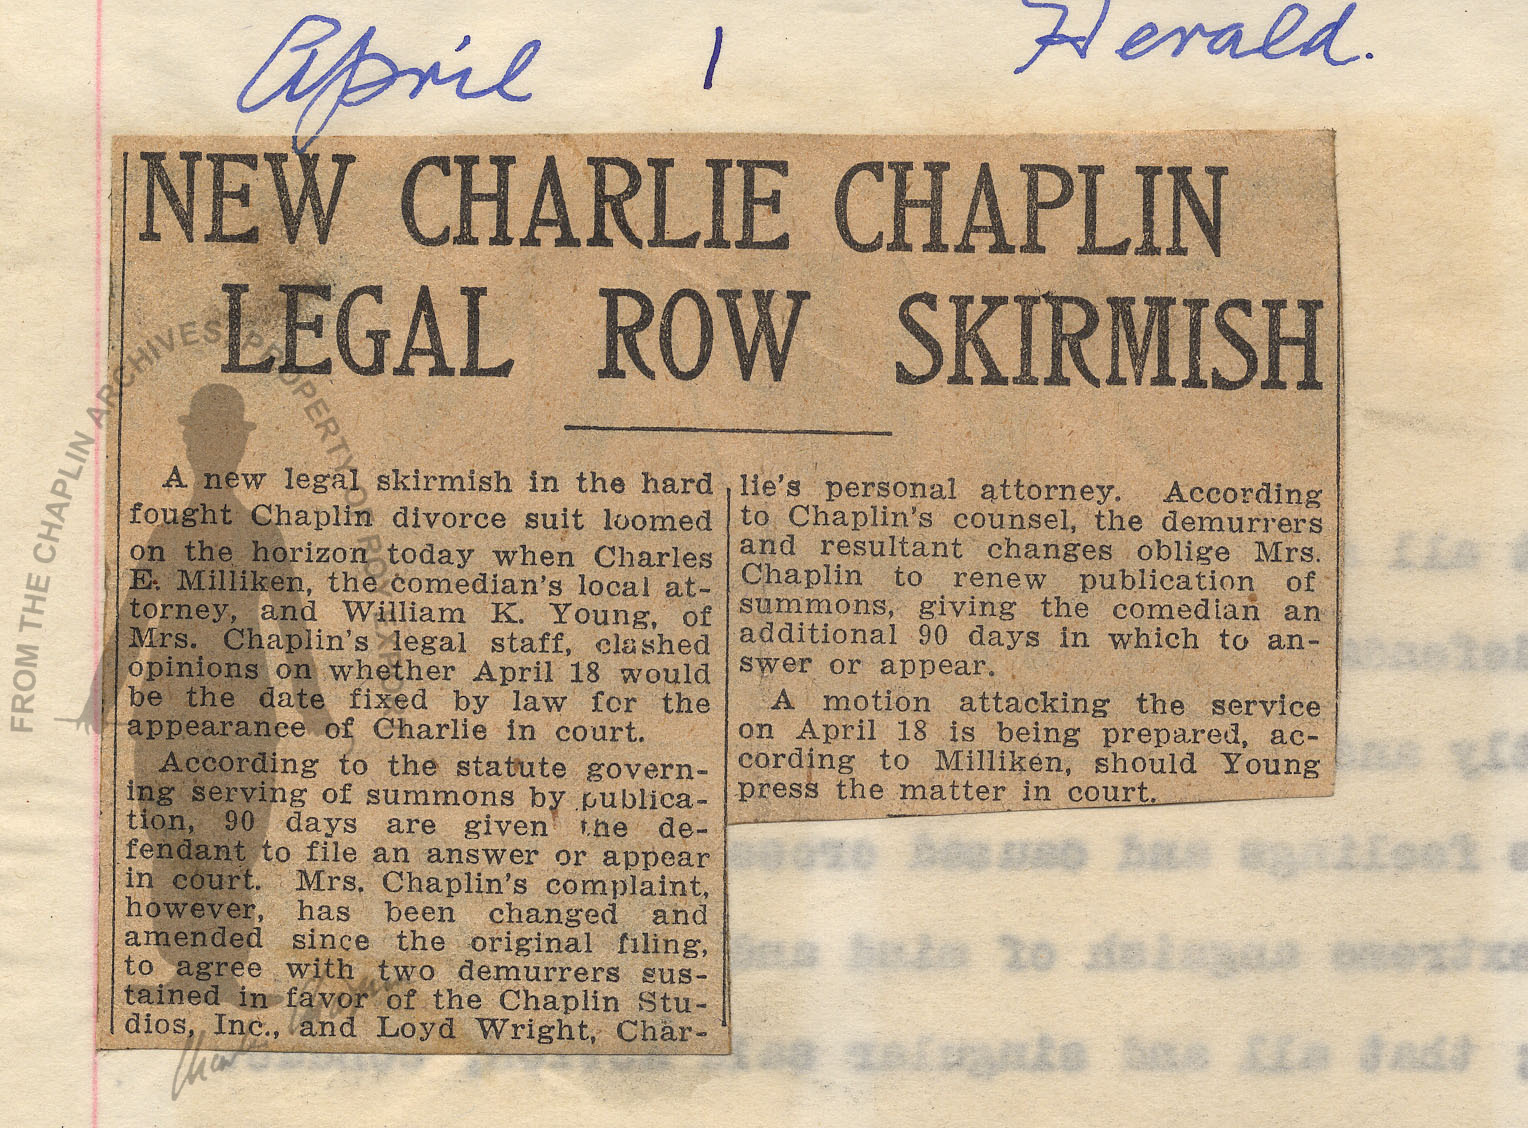 April 1 Herald.
NEW CHARLIE CHAPLIN
LEGAL ROW SKIRMISH
A new legal skirmish in the hard
fought Chaplin divorce suit loomed
on the horizon today when Charles
E. Milliken, the comedian's local at-
torney, and William K. Young, of
Mrs. Chaplin's legal staff, clashed
opinions on whether April 18 would
be the date fixed by law for the
appearance of Charlie in court.
According to the statute govern-
ing serving of summons by publica-
tion, 90 days are given the de-
fendant to file an answer or appear
in court. Mrs. Chaplin's complaint,
however, has been changed and
amended since the original filing,
to agree with two demurrers sus-
tained in favor of the Chaplin Stu-
dios, Inc., and Loyd Wright, Char-
lie's personal attorney. According
to Chaplin's counsel, the demurrers
and resultant changes oblige Mrs.
Chaplin to renew publication of
summons, giving the comedian an
additional 90 days in which to an-
swer or appear.
A motion attacking the service
on April 18 is being prepared, ac-
cording to Milliken, should Young
press the matter in court.
FROM THE CHAPLIN ARCHIVES, PROPERTY OF ROY EXPORT